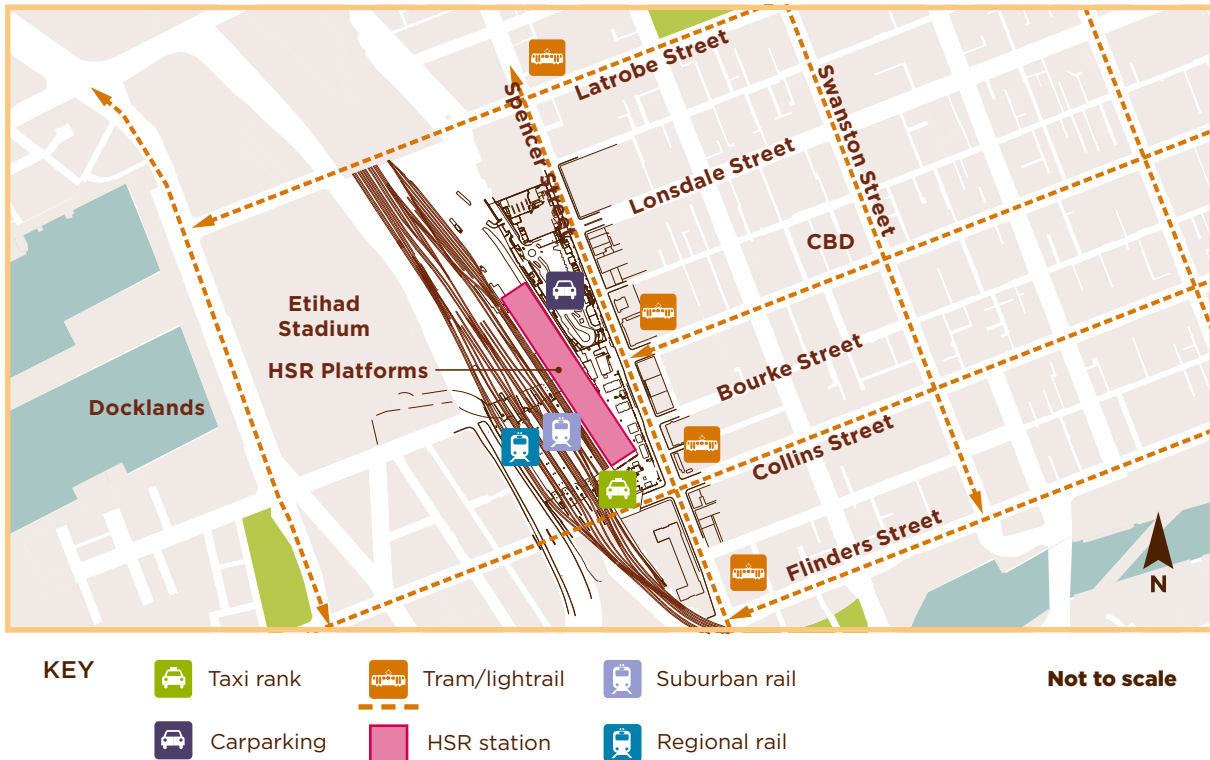 Latrobe Street
Spencer Street
Swanston Street
Lonsdale Street
CBD
Etihad
Stadium
HSR Platforms
Bourke Street
Docklands
Collins Street
Flinders Street
N
KEY
Taxi rank
Tram/lightrail
Suburban rail
Not to scale
Carparking
HSR station
Regional rail